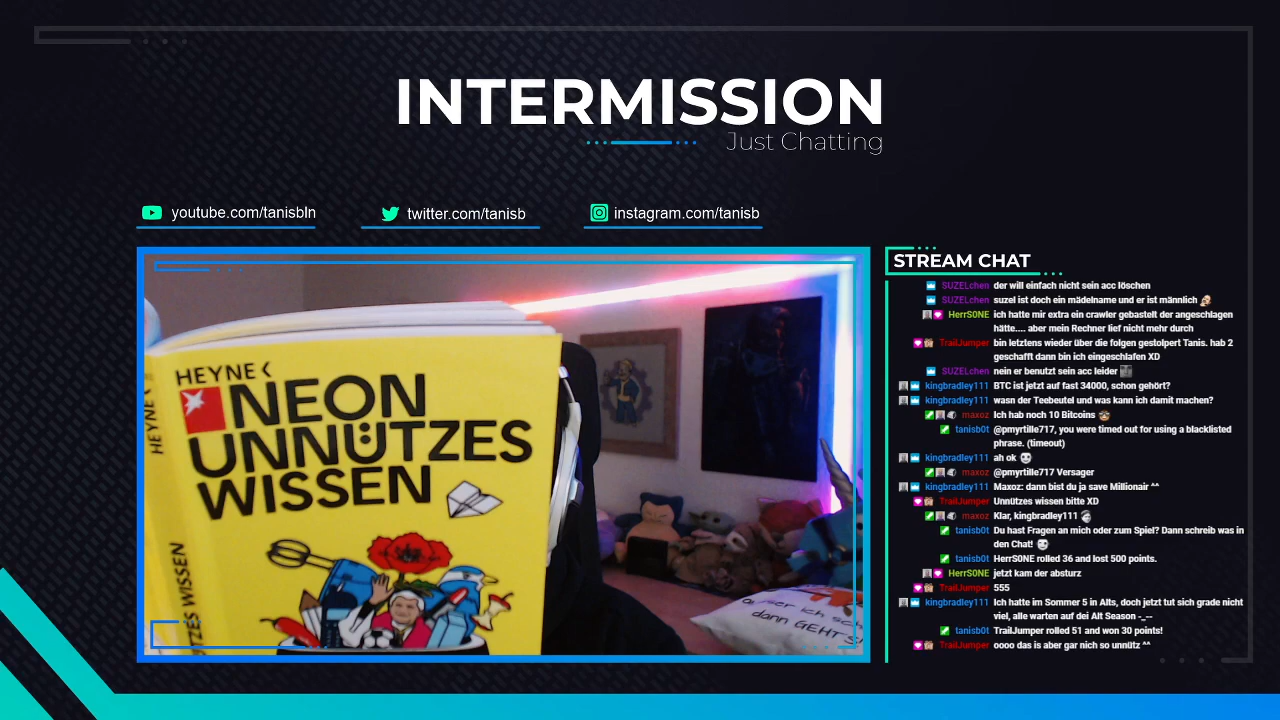 INTERMISSION
Just Chatting
youtube.com/tanisbln
twitter.com/tanisb
instagram.com/tanisb
HEYNE <
NEON
UNNÜTZES
WISSEN
HEYNE <
WISSEN
dann GEHT'S
STREAM CHAT
SUZELchen der will einfach nicht sein acc löschen
SUZELchen suzel ist doch ein mädelname und er ist männlich
HerrS0NE ich hatte mir extra ein crawler gebastelt der angeschlagen
hätte.... aber mein Rechner lief nicht mehr durch
TrailJumper bin letztens wieder über die folgen gestolpert Tanis. hab 2
geschafft dann bin ich eingeschlafen XD
SUZELchen nein er benutzt sein acc leider
kingbradley111 BTC ist jetzt auf fast 34000, schon gehört?
kingbradley111 wasn der Teebeutel und was kann ich damit machen?
maxoz Ich hab noch 10 Bitcoins
tanisb0t @pmyrtille717, you were timed out for using a blacklisted
phrase. (timeout)
kingbradley111 ah ok
maxoz @pmyrtille717 Versager
kingbradley111 Maxoz: dann bist du ja save Millionair ^^
TrailJumper Unnützes wissen bitte XD
maxoz Klar, kingbradley111
tanisb0t Du hast Fragen an mich oder zum Spiel? Dann schreib was in
den Chat!
tanisb0t HerrS0NE rolled 36 and lost 500 points.
HerrS0NE jetzt kam der absturz
TrailJumper 555
kingbradley111 Ich hatte im Sommer 5 in Alts, doch jetzt tut sich grade nicht
viel, alle warten auf dei Alt Season -_--
tanisb0t TrailJumper rolled 51 and won 30 points!
TrailJumper oooo das is aber gar nich so unnütz ^^